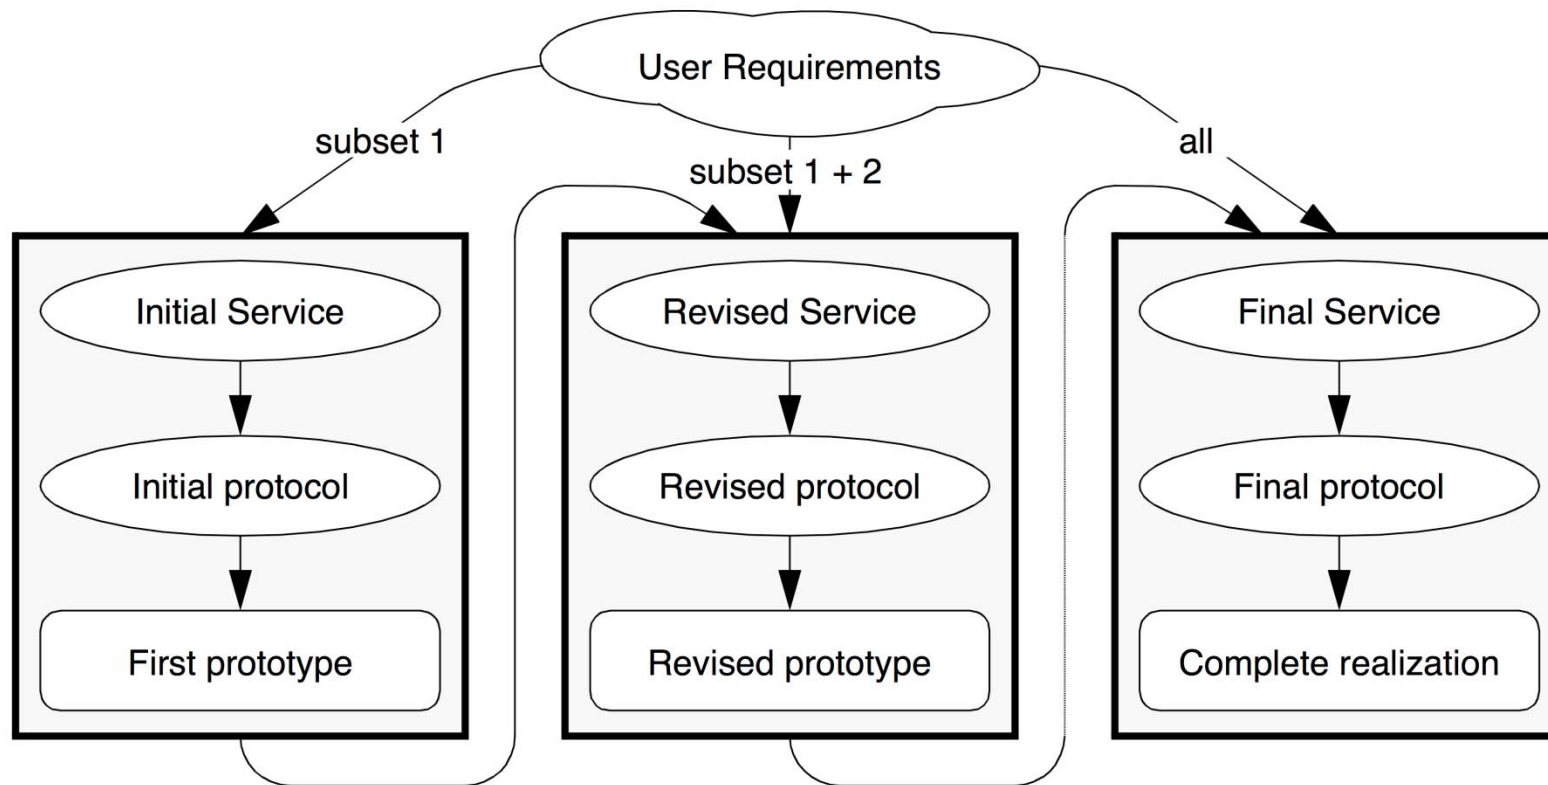 User Requirements
subset 1
subset 1 + 2
all
Initial Service
Initial protocol
First prototype
Revised Service
Revised protocol
Revised prototype
Final Service
Final protocol
Complete realization